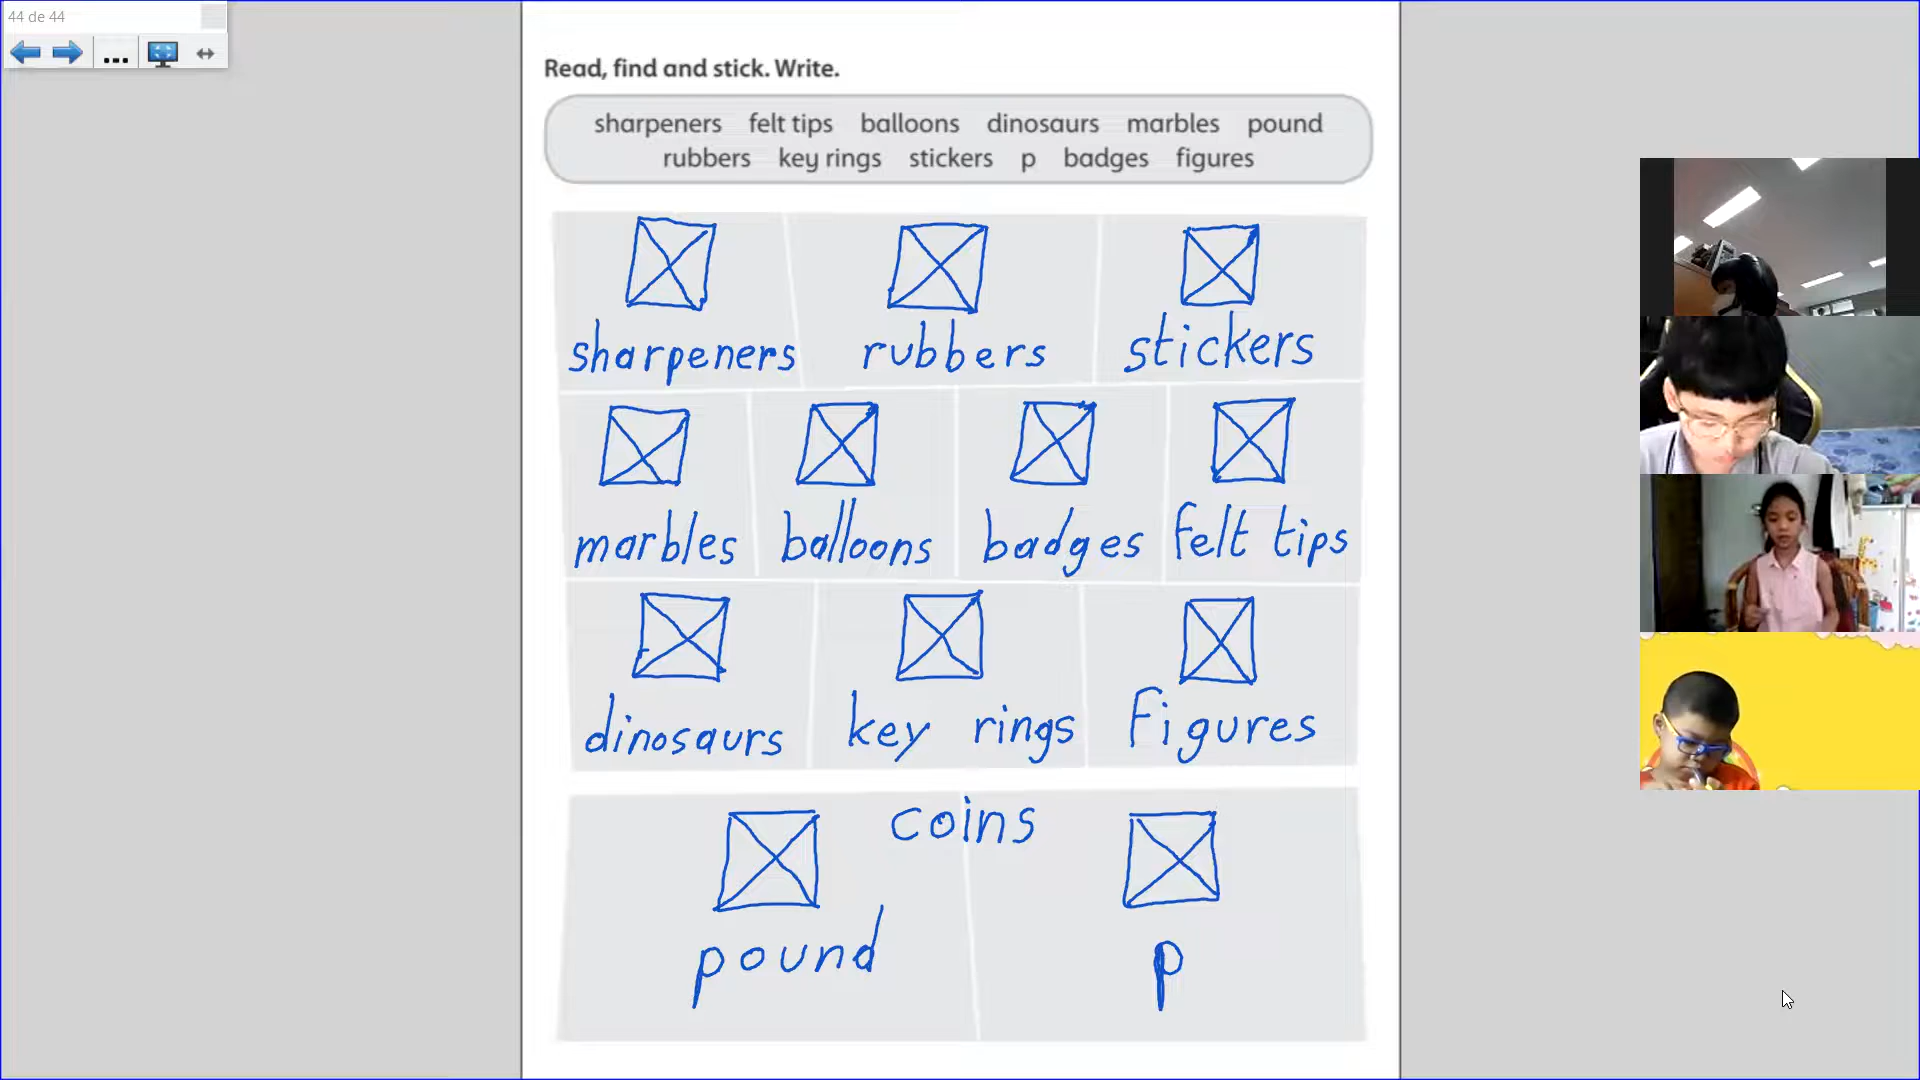 44 de 44
Read, find and stick. Write.
sharpeners felt tips balloons dinosaurs marbles pound
rubbers key rings stickers p badges figures
sharpeners rubbers stickers
marbles balloons badges felt tips
dinosaurs key rings figures
coins
pound p